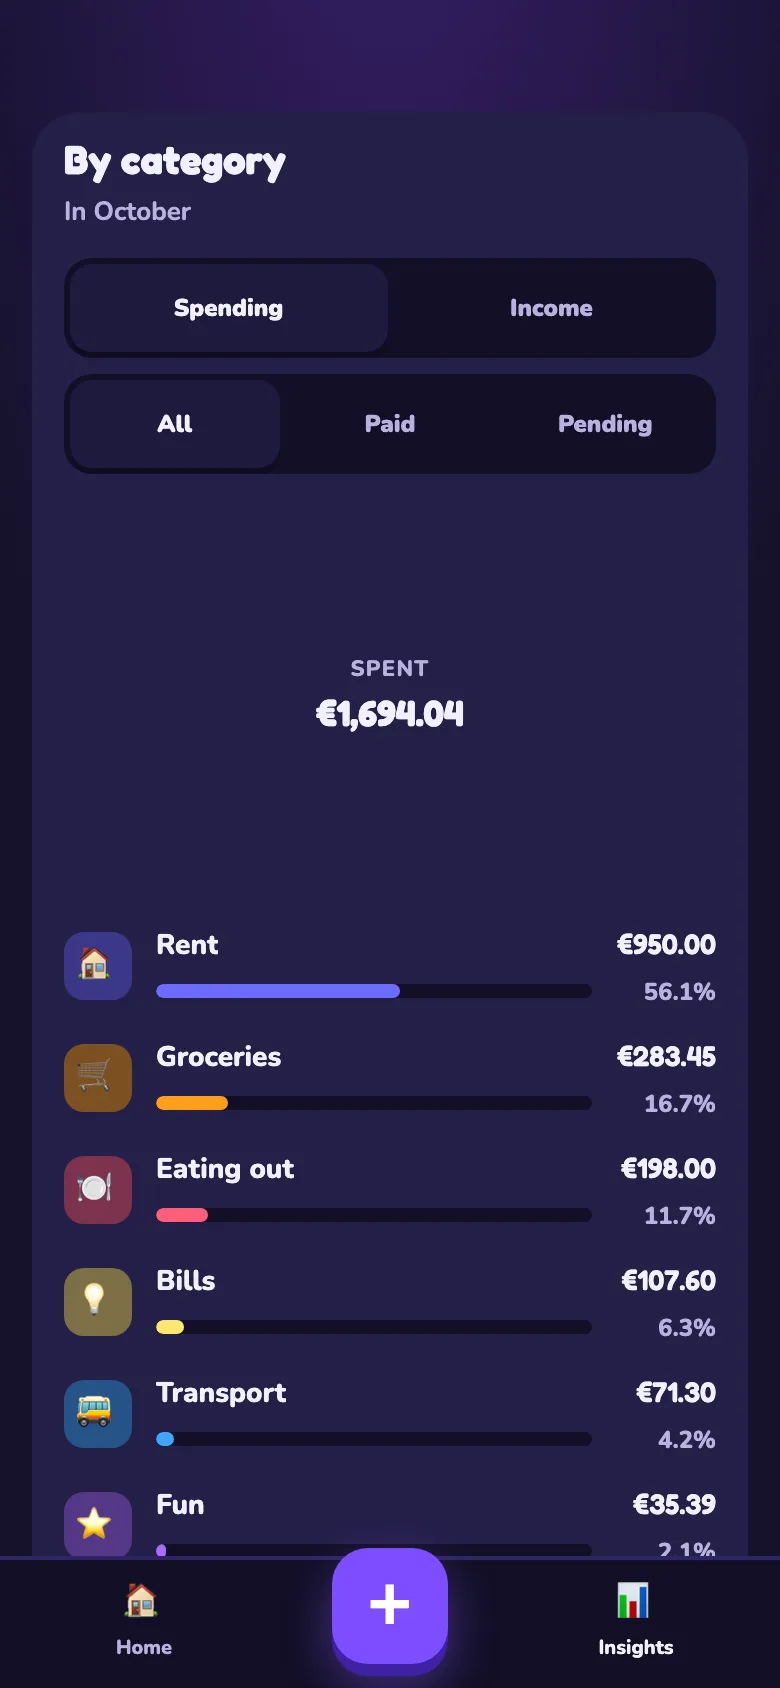 By category
In October
Spending
Income
All
Paid
Pending
SPENT
€1,694.04
Rent
€950.00
56.1%
Groceries
€283.45
16.7%
Eating out
€198.00
11.7%
Bills
€107.60
6.3%
Transport
€71.30
4.2%
Fun
€35.39
2.1%
Home
+
Insights